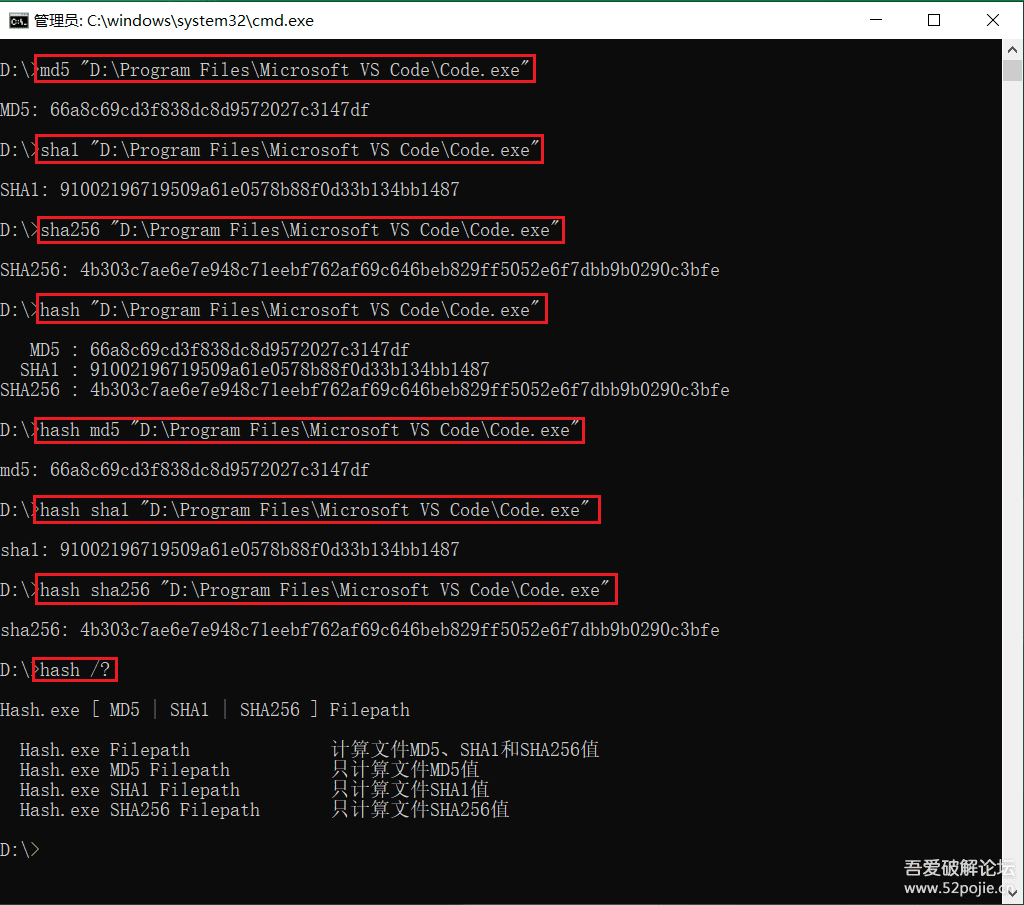 管理员: C:\windows\system32\cmd.exe
D:\>md5 "D:\Program Files\Microsoft VS Code\Code.exe"
MD5: 66a8c69cd3f838dc8d9572027c3147df
D:\>sha1 "D:\Program Files\Microsoft VS Code\Code.exe"
SHA1: 91002196719509a61e0578b88f0d33b134bb1487
D:\>sha256 "D:\Program Files\Microsoft VS Code\Code.exe"
SHA256: 4b303c7ae6e7e948c71eebf762af69c646beb829ff5052e6f7dbb9b0290c3bfe
D:\>hash "D:\Program Files\Microsoft VS Code\Code.exe"
MD5 : 66a8c69cd3f838dc8d9572027c3147df
SHA1 : 91002196719509a61e0578b88f0d33b134bb1487
SHA256 : 4b303c7ae6e7e948c71eebf762af69c646beb829ff5052e6f7dbb9b0290c3bfe
D:\>hash md5 "D:\Program Files\Microsoft VS Code\Code.exe"
md5: 66a8c69cd3f838dc8d9572027c3147df
D:\>hash sha1 "D:\Program Files\Microsoft VS Code\Code.exe"
sha1: 91002196719509a61e0578b88f0d33b134bb1487
D:\>hash sha256 "D:\Program Files\Microsoft VS Code\Code.exe"
sha256: 4b303c7ae6e7e948c71eebf762af69c646beb829ff5052e6f7dbb9b0290c3bfe
D:\>hash /?
Hash.exe [ MD5 | SHA1 | SHA256 ] Filepath
Hash.exe Filepath 计算文件MD5、SHA1和SHA256值
Hash.exe MD5 Filepath 只计算文件MD5值
Hash.exe SHA1 Filepath 只计算文件SHA1值
Hash.exe SHA256 Filepath 只计算文件SHA256值
D:\>
吾爱破解论坛
www.52pojie.cn